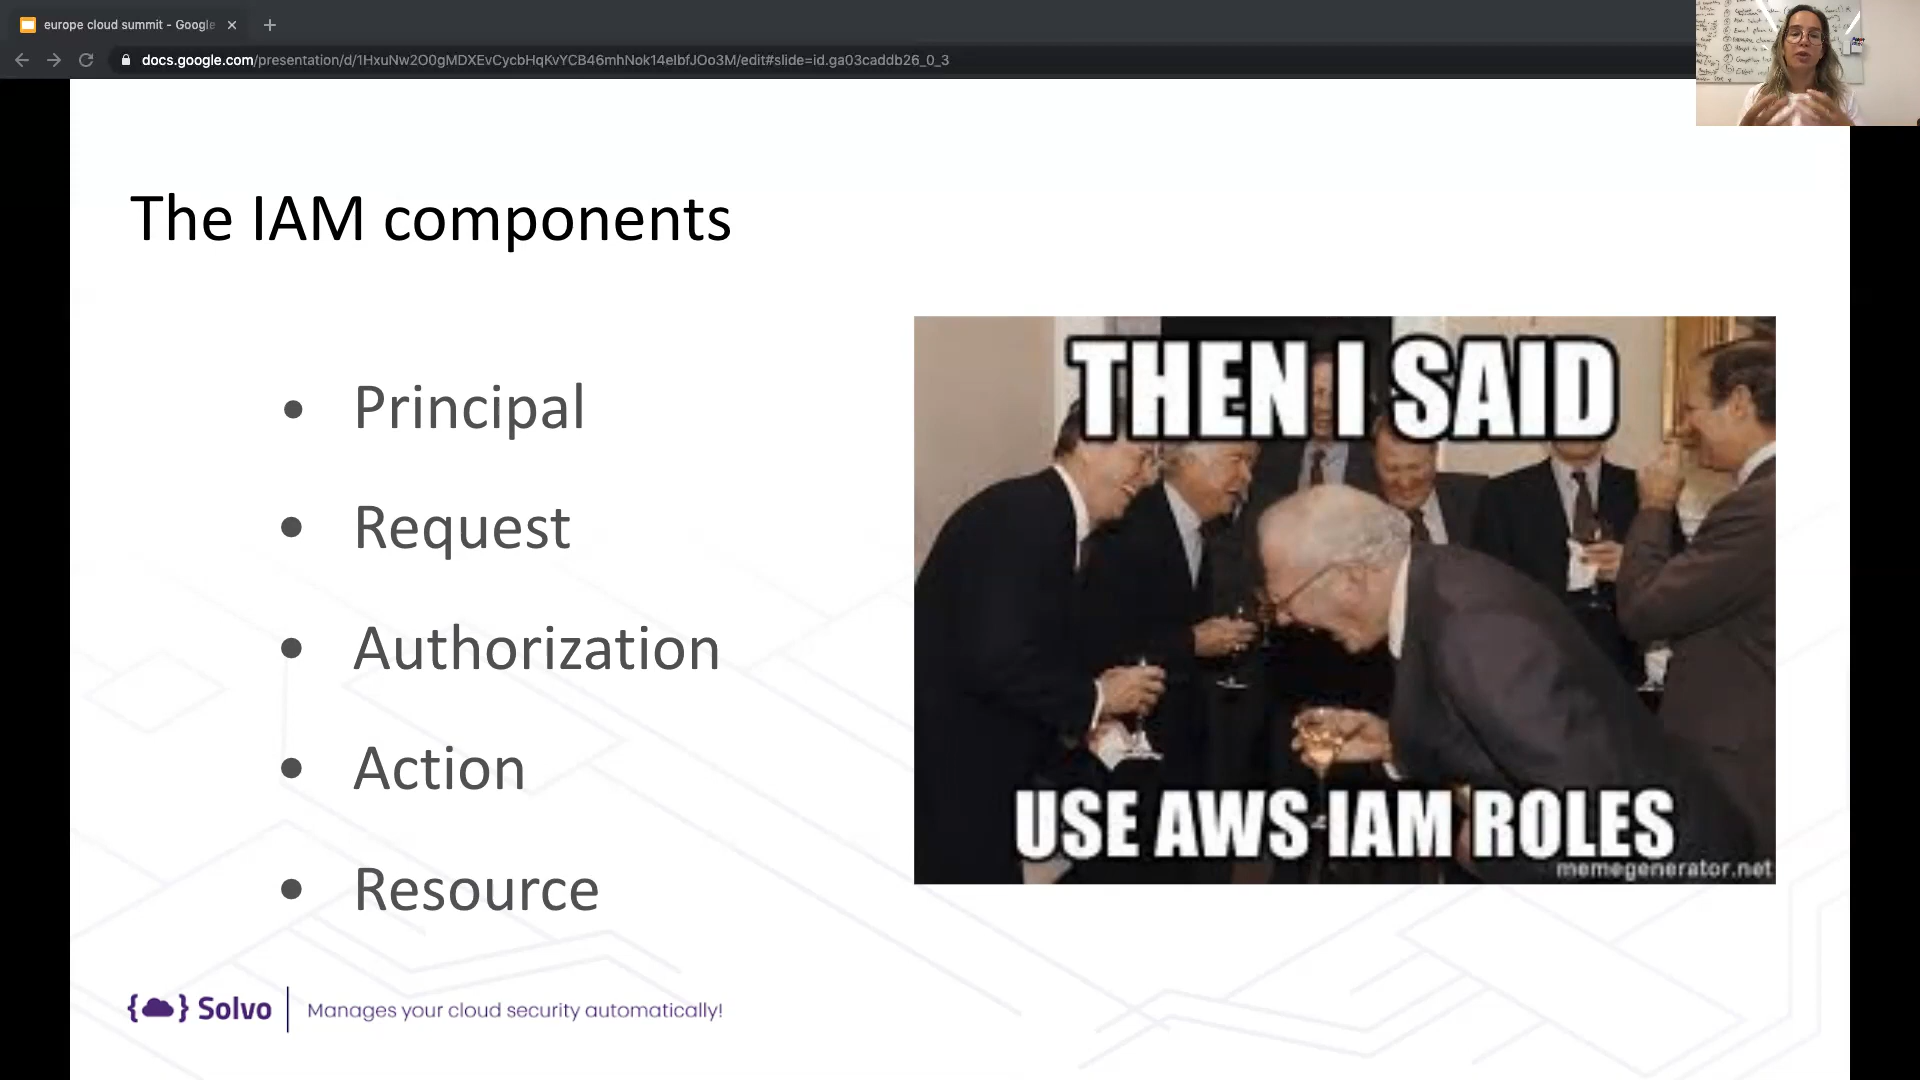 europe cloud summit - Google
docs.google.com/presentation/d/1HxuNw2O0gMDXEvCycbHqKvYCB46mhNok14eIbfJOo3M/edit#slide=id.ga03caddb26_0_3
The IAM components
• Principal
• Request
• Authorization
• Action
• Resource
THEN I SAID
USE AWS IAM ROLES
memegenerator.net
{ } Solvo
Manages your cloud security automatically!